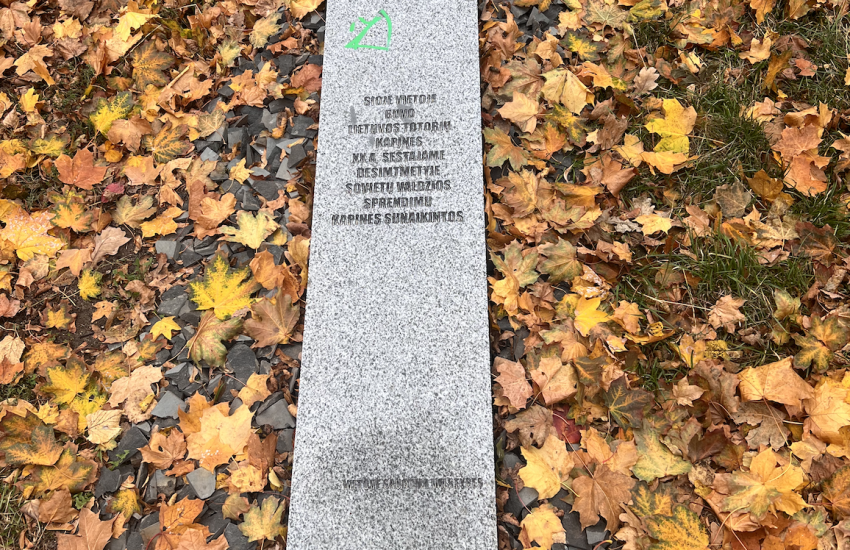 ŠIOJE VIETOJE
BUVO
LIETUVOS TOTORIŲ
KAPINĖS
XX A. ŠEŠTAJAME
DEŠIMTMETYJE
SOVIETŲ VALDŽIOS
SPRENDIMU
KAPINĖS SUNAIKINTOS